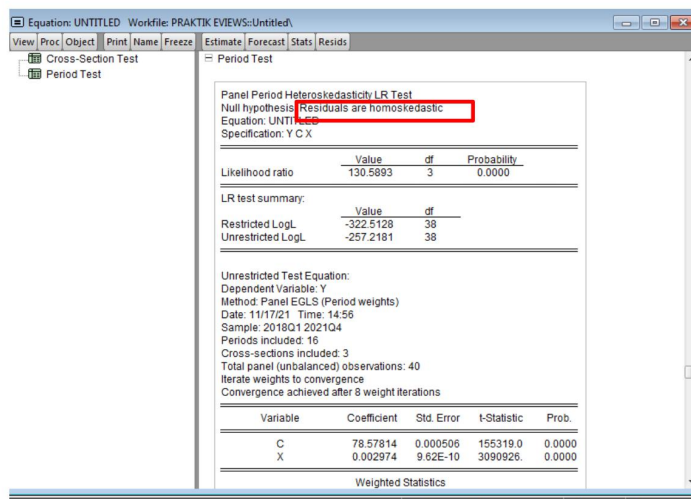 Equation: UNTITLED Workfile: PRAKTIK EVIEWS::Untitled\
View Proc Object Print Name Freeze Estimate Forecast Stats Resids
Cross-Section Test
Period Test
Period Test
Panel Period Heteroskedasticity LR Test
Null hypothesis: Residuals are homoskedastic
Equation: UNTITLED
Specification: Y C X
Value df Probability
Likelihood ratio 130.5893 3 0.0000
LR test summary:
Value df
Restricted LogL -322.5128 38
Unrestricted LogL -257.2181 38
Unrestricted Test Equation:
Dependent Variable: Y
Method: Panel EGLS (Period weights)
Date: 11/17/21 Time: 14:56
Sample: 2018Q1 2021Q4
Periods included: 16
Cross-sections included: 3
Total panel (unbalanced) observations: 40
Iterate weights to convergence
Convergence achieved after 8 weight iterations
Variable Coefficient Std. Error t-Statistic Prob.
C 78.57814 0.000506 155319.0 0.0000
X 0.002974 9.62E-10 3090926. 0.0000
Weighted Statistics